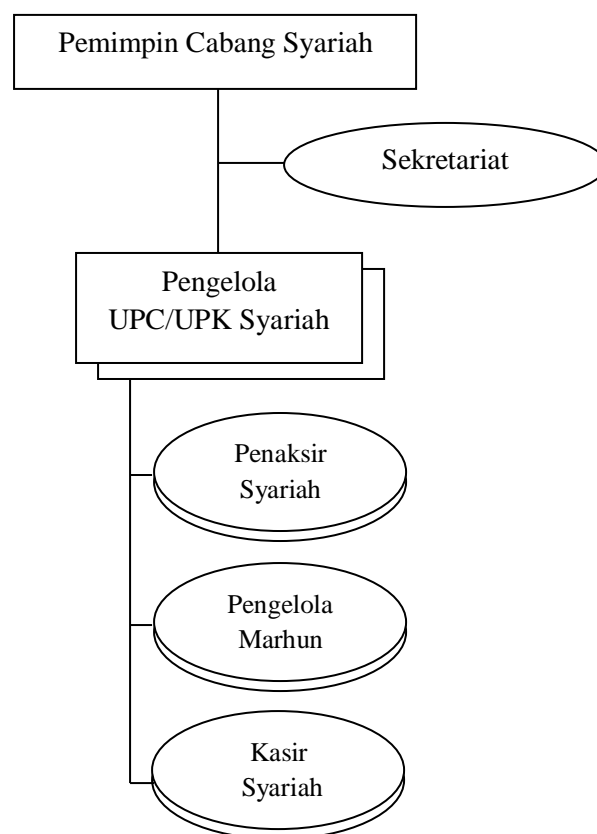 Pemimpin Cabang Syariah
Sekretariat
Pengelola
UPC/UPK Syariah
Penaksir
Syariah
Pengelola
Marhun
Kasir
Syariah